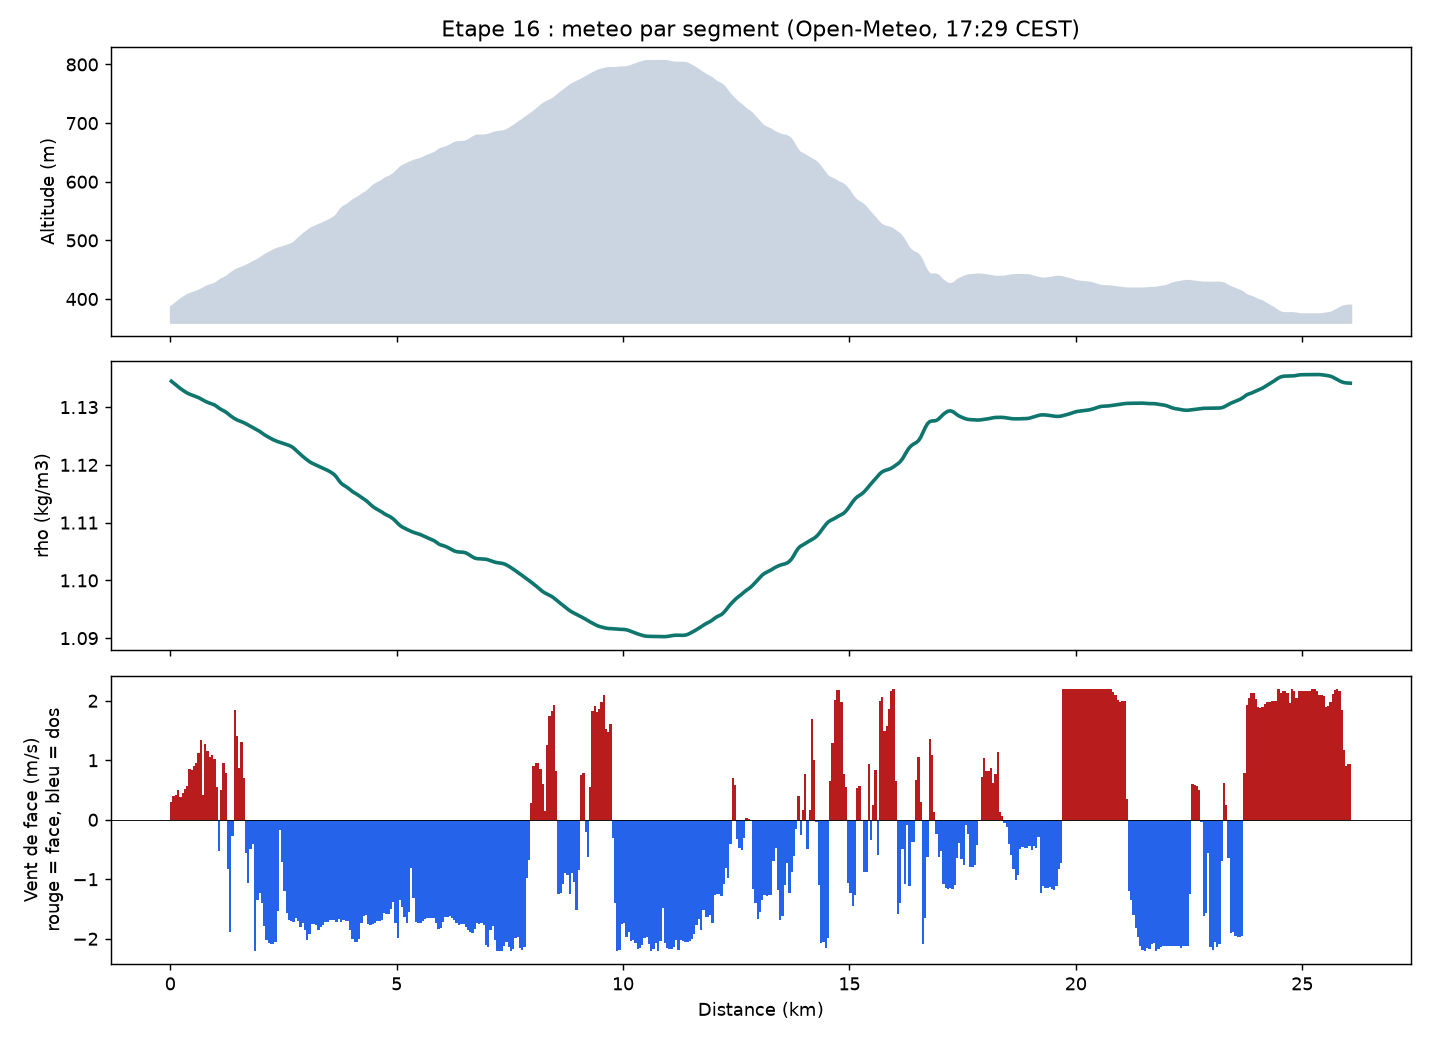 Etape 16 : meteo par segment (Open-Meteo, 17:29 CEST)
Altitude (m)
800
700
600
500
400
rho (kg/m3)
1.13
1.12
1.11
1.10
1.09
Vent de face (m/s)
rouge = face, bleu = dos
2
1
0
−1
−2
0 5 10 15 20 25
Distance (km)